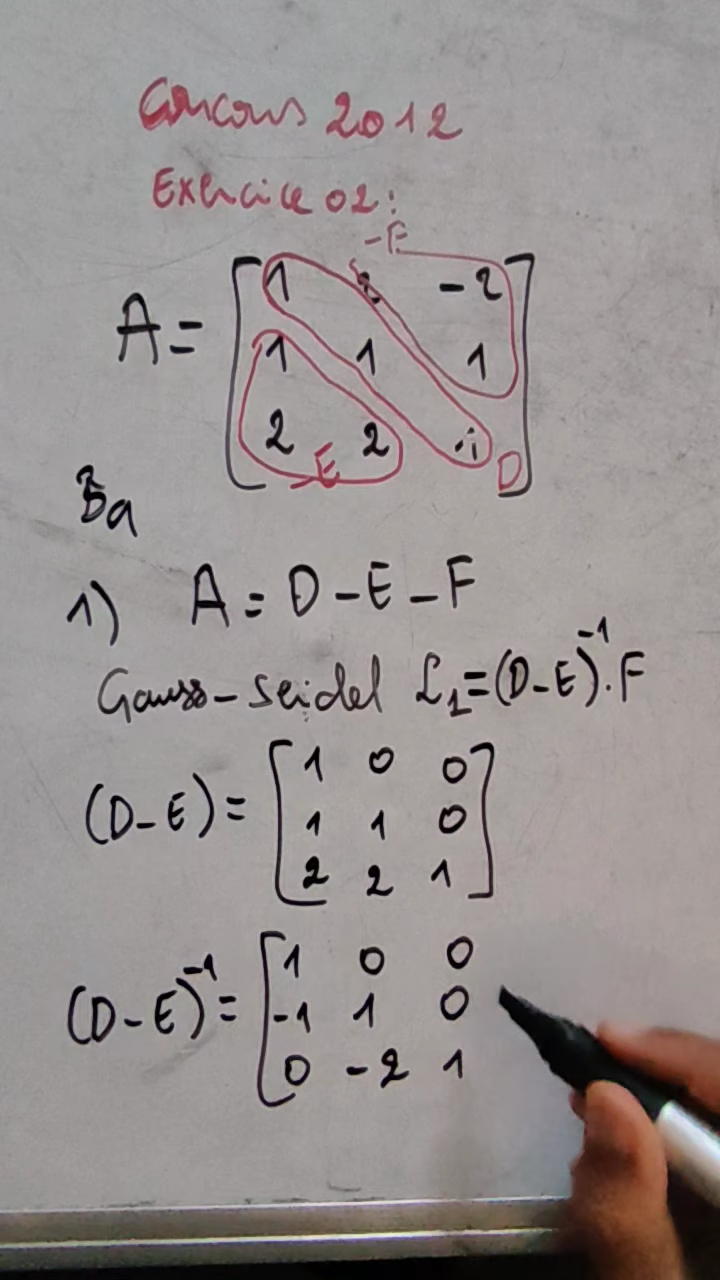 Concours 2012
Exercice 02:
-F
A = [ 1 2 -2
1 1 1
2 2 1 ]
-E D
Ba
1) A = D - E - F
Gauss-Seidel L₁ = (D-E)⁻¹.F
(D-E) = [ 1 0 0
1 1 0
2 2 1 ]
(D-E)⁻¹ = [ 1 0 0
-1 1 0
0 -2 1